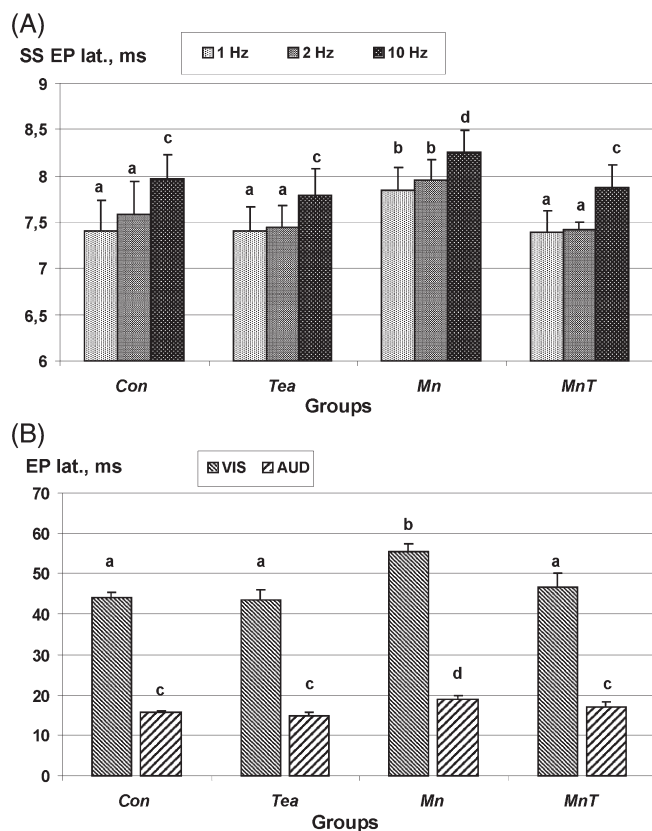 (A)
SS EP lat., ms
1 Hz 2 Hz 10 Hz
9
8,5
8
7,5
7
6,5
6
a a c
a a c
b b d
a a c
Con Tea Mn MnT
Groups
(B)
EP lat., ms
VIS AUD
70
60
50
40
30
20
10
0
a c
a c
b d
a c
Con Tea Mn MnT
Groups